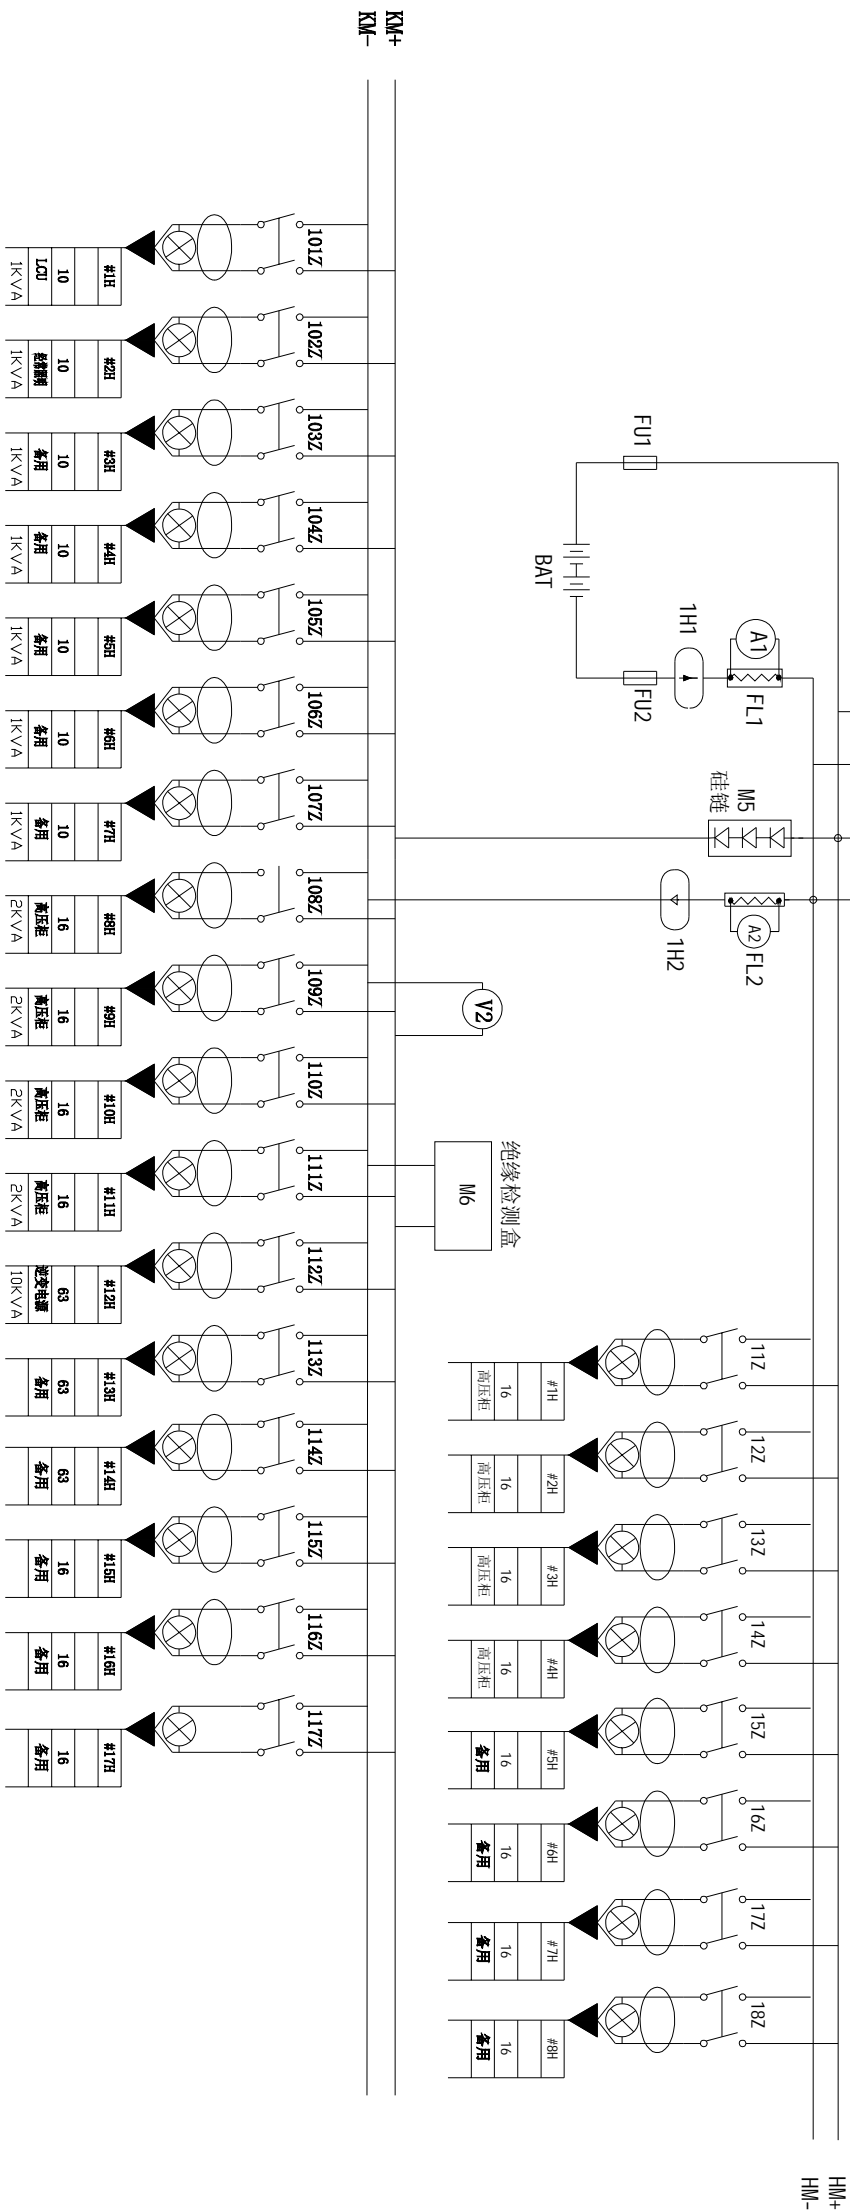 KM+
KM-
HM+
HM-
FU1
BAT
FU2
1H1
A1
FL1
M5
硅链
1H2
A2
FL2
V2
绝缘检测盒
M6
11Z
#1H
16
高压柜
12Z
#2H
16
高压柜
13Z
#3H
16
高压柜
14Z
#4H
16
高压柜
15Z
#5H
16
备用
16Z
#6H
16
备用
17Z
#7H
16
备用
18Z
#8H
16
备用
101Z
#1H
10
LCU
1KVA
102Z
#2H
10
经常照明
1KVA
103Z
#3H
10
备用
1KVA
104Z
#4H
10
备用
1KVA
105Z
#5H
10
备用
1KVA
106Z
#6H
10
备用
1KVA
107Z
#7H
10
备用
1KVA
108Z
#8H
16
高压柜
2KVA
109Z
#9H
16
高压柜
2KVA
110Z
#10H
16
高压柜
2KVA
111Z
#11H
16
高压柜
2KVA
112Z
#12H
63
逆变电源
10KVA
113Z
#13H
63
备用
114Z
#14H
63
备用
115Z
#15H
16
备用
116Z
#16H
16
备用
117Z
#17H
16
备用